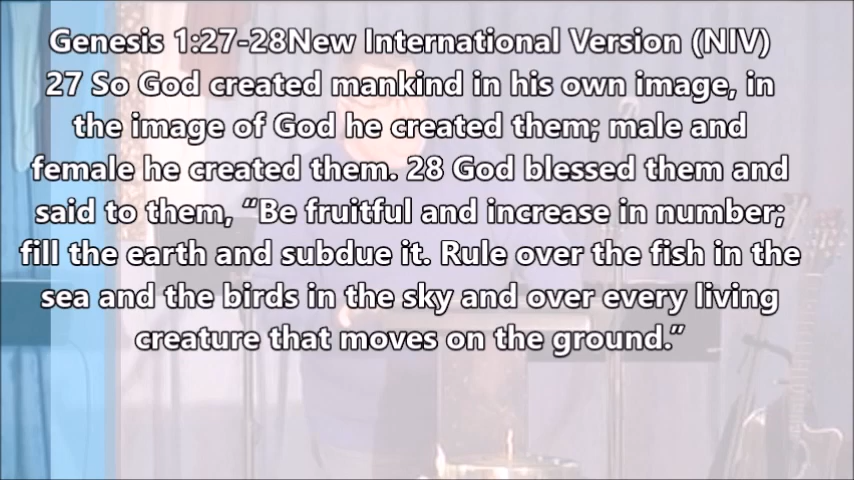 Genesis 1:27-28New International Version (NIV)
27 So God created mankind in his own image, in
the image of God he created them; male and
female he created them. 28 God blessed them and
said to them, “Be fruitful and increase in number;
fill the earth and subdue it. Rule over the fish in the
sea and the birds in the sky and over every living
creature that moves on the ground.”